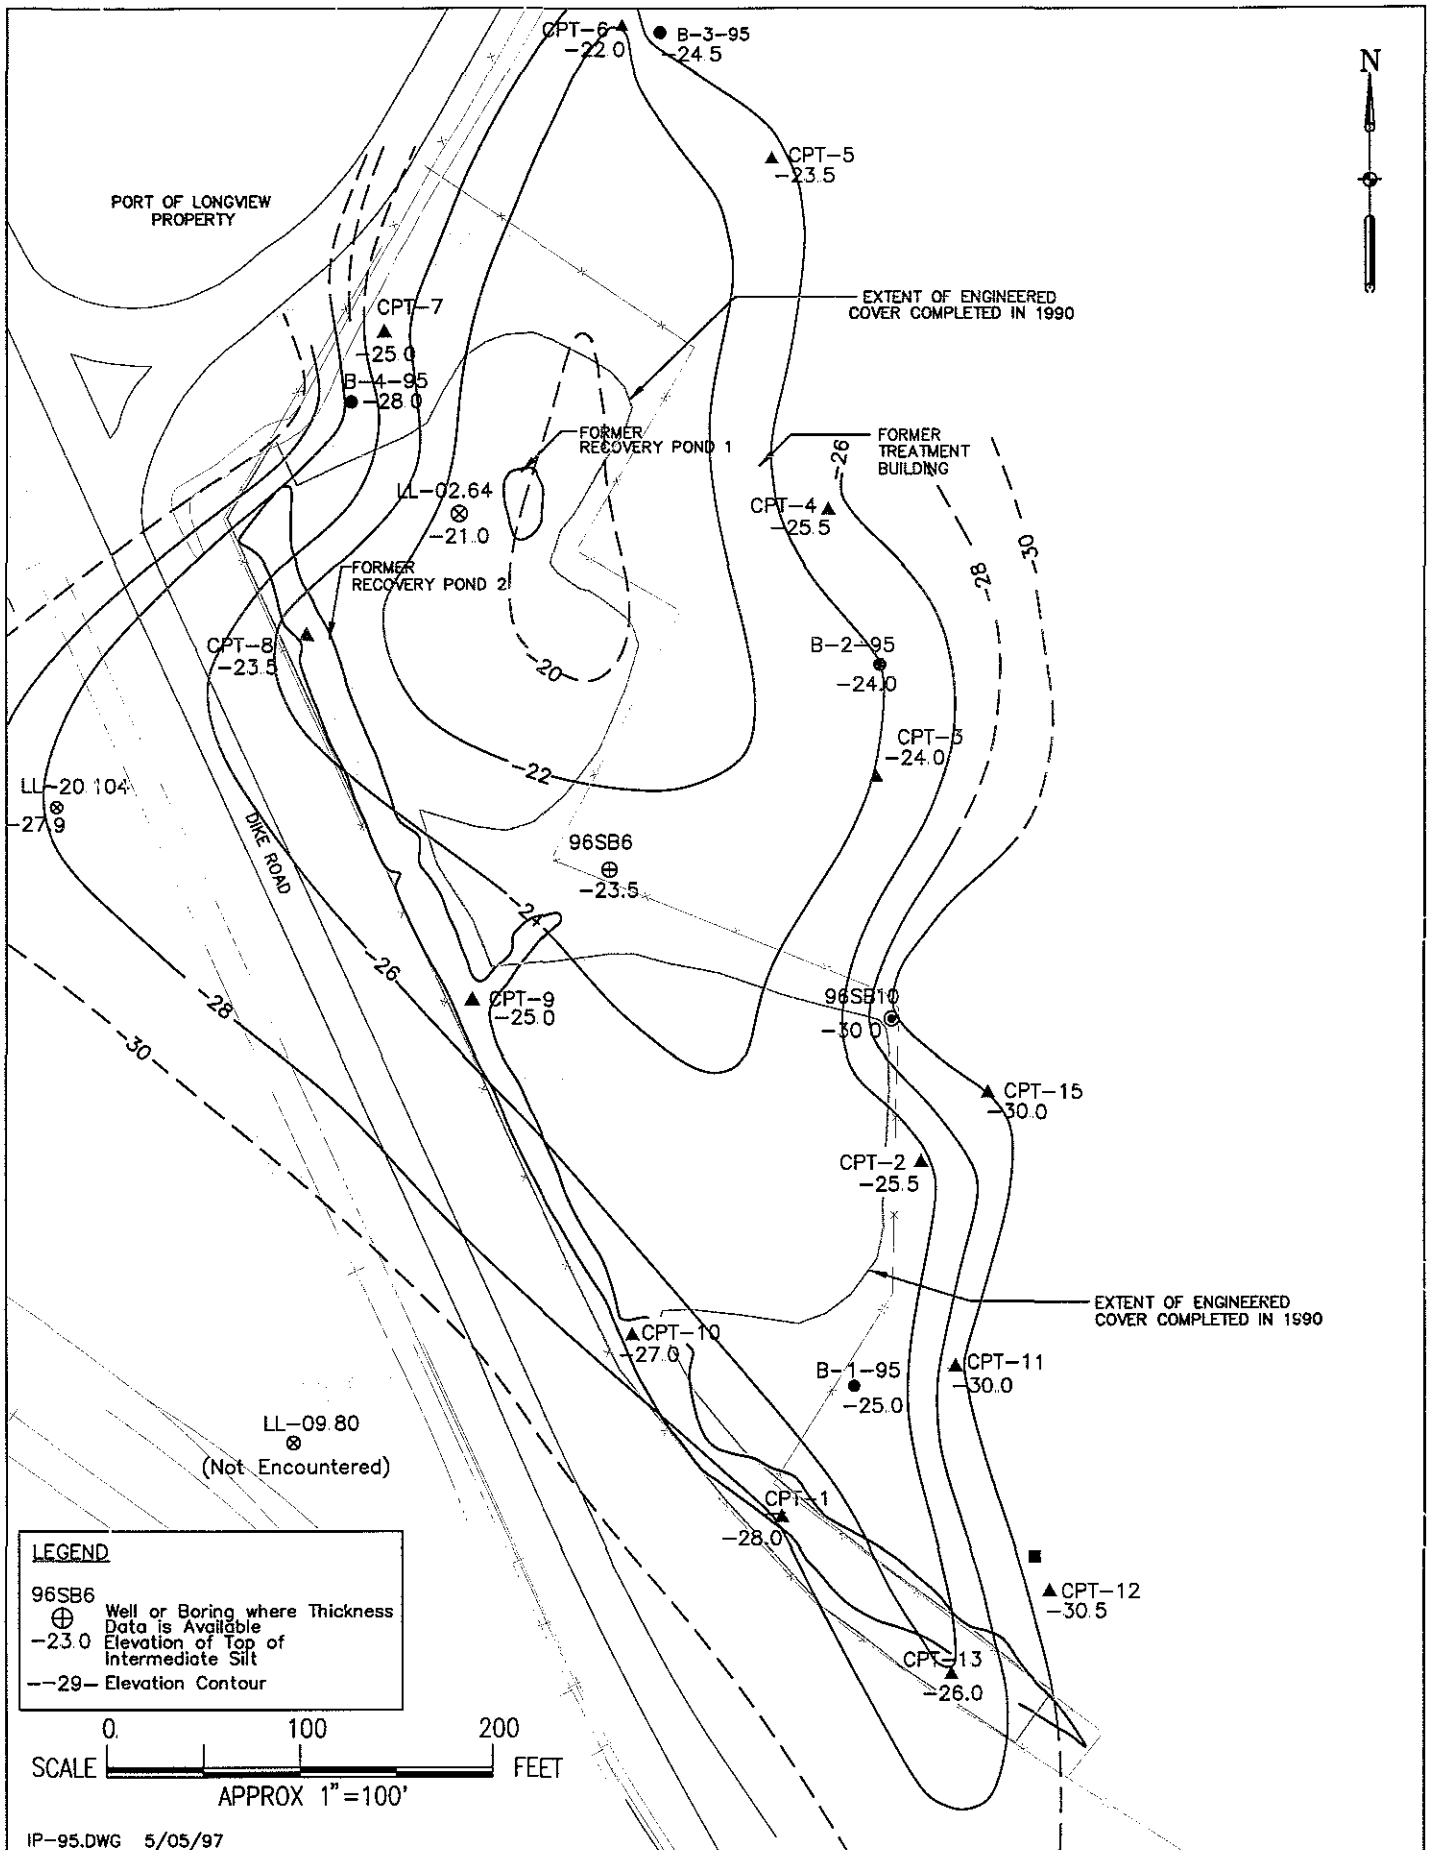 CPT-6
-22.0
B-3-95
-24.5
N
CPT-5
-23.5
PORT OF LONGVIEW
PROPERTY
EXTENT OF ENGINEERED
COVER COMPLETED IN 1990
CPT-7
-25.0
B-4-95
-28.0
FORMER
RECOVERY POND 1
FORMER
TREATMENT
BUILDING
-26
LL-02.64
-21.0
CPT-4
-25.5
-30
-28
FORMER
RECOVERY POND 2
CPT-8
-23.5
B-2-95
-24.0
-20
CPT-3
-24.0
-22
LL-20.104
-27.9
DIKE ROAD
96SB6
-23.5
-24
-26
-28
CPT-9
-25.0
96SB10
-30.0
-30
CPT-15
-30.0
CPT-2
-25.5
EXTENT OF ENGINEERED
COVER COMPLETED IN 1990
CPT-10
-27.0
CPT-11
-30.0
B-1-95
-25.0
LL-09.80
(Not Encountered)
CPT-1
-28.0
CPT-12
-30.5
CPT-13
-26.0
LEGEND
96SB6
Well or Boring where Thickness
Data is Available
-23.0 Elevation of Top of
Intermediate Silt
--29- Elevation Contour
0. 100 200
SCALE FEET
APPROX 1"=100'
IP-95.DWG 5/05/97